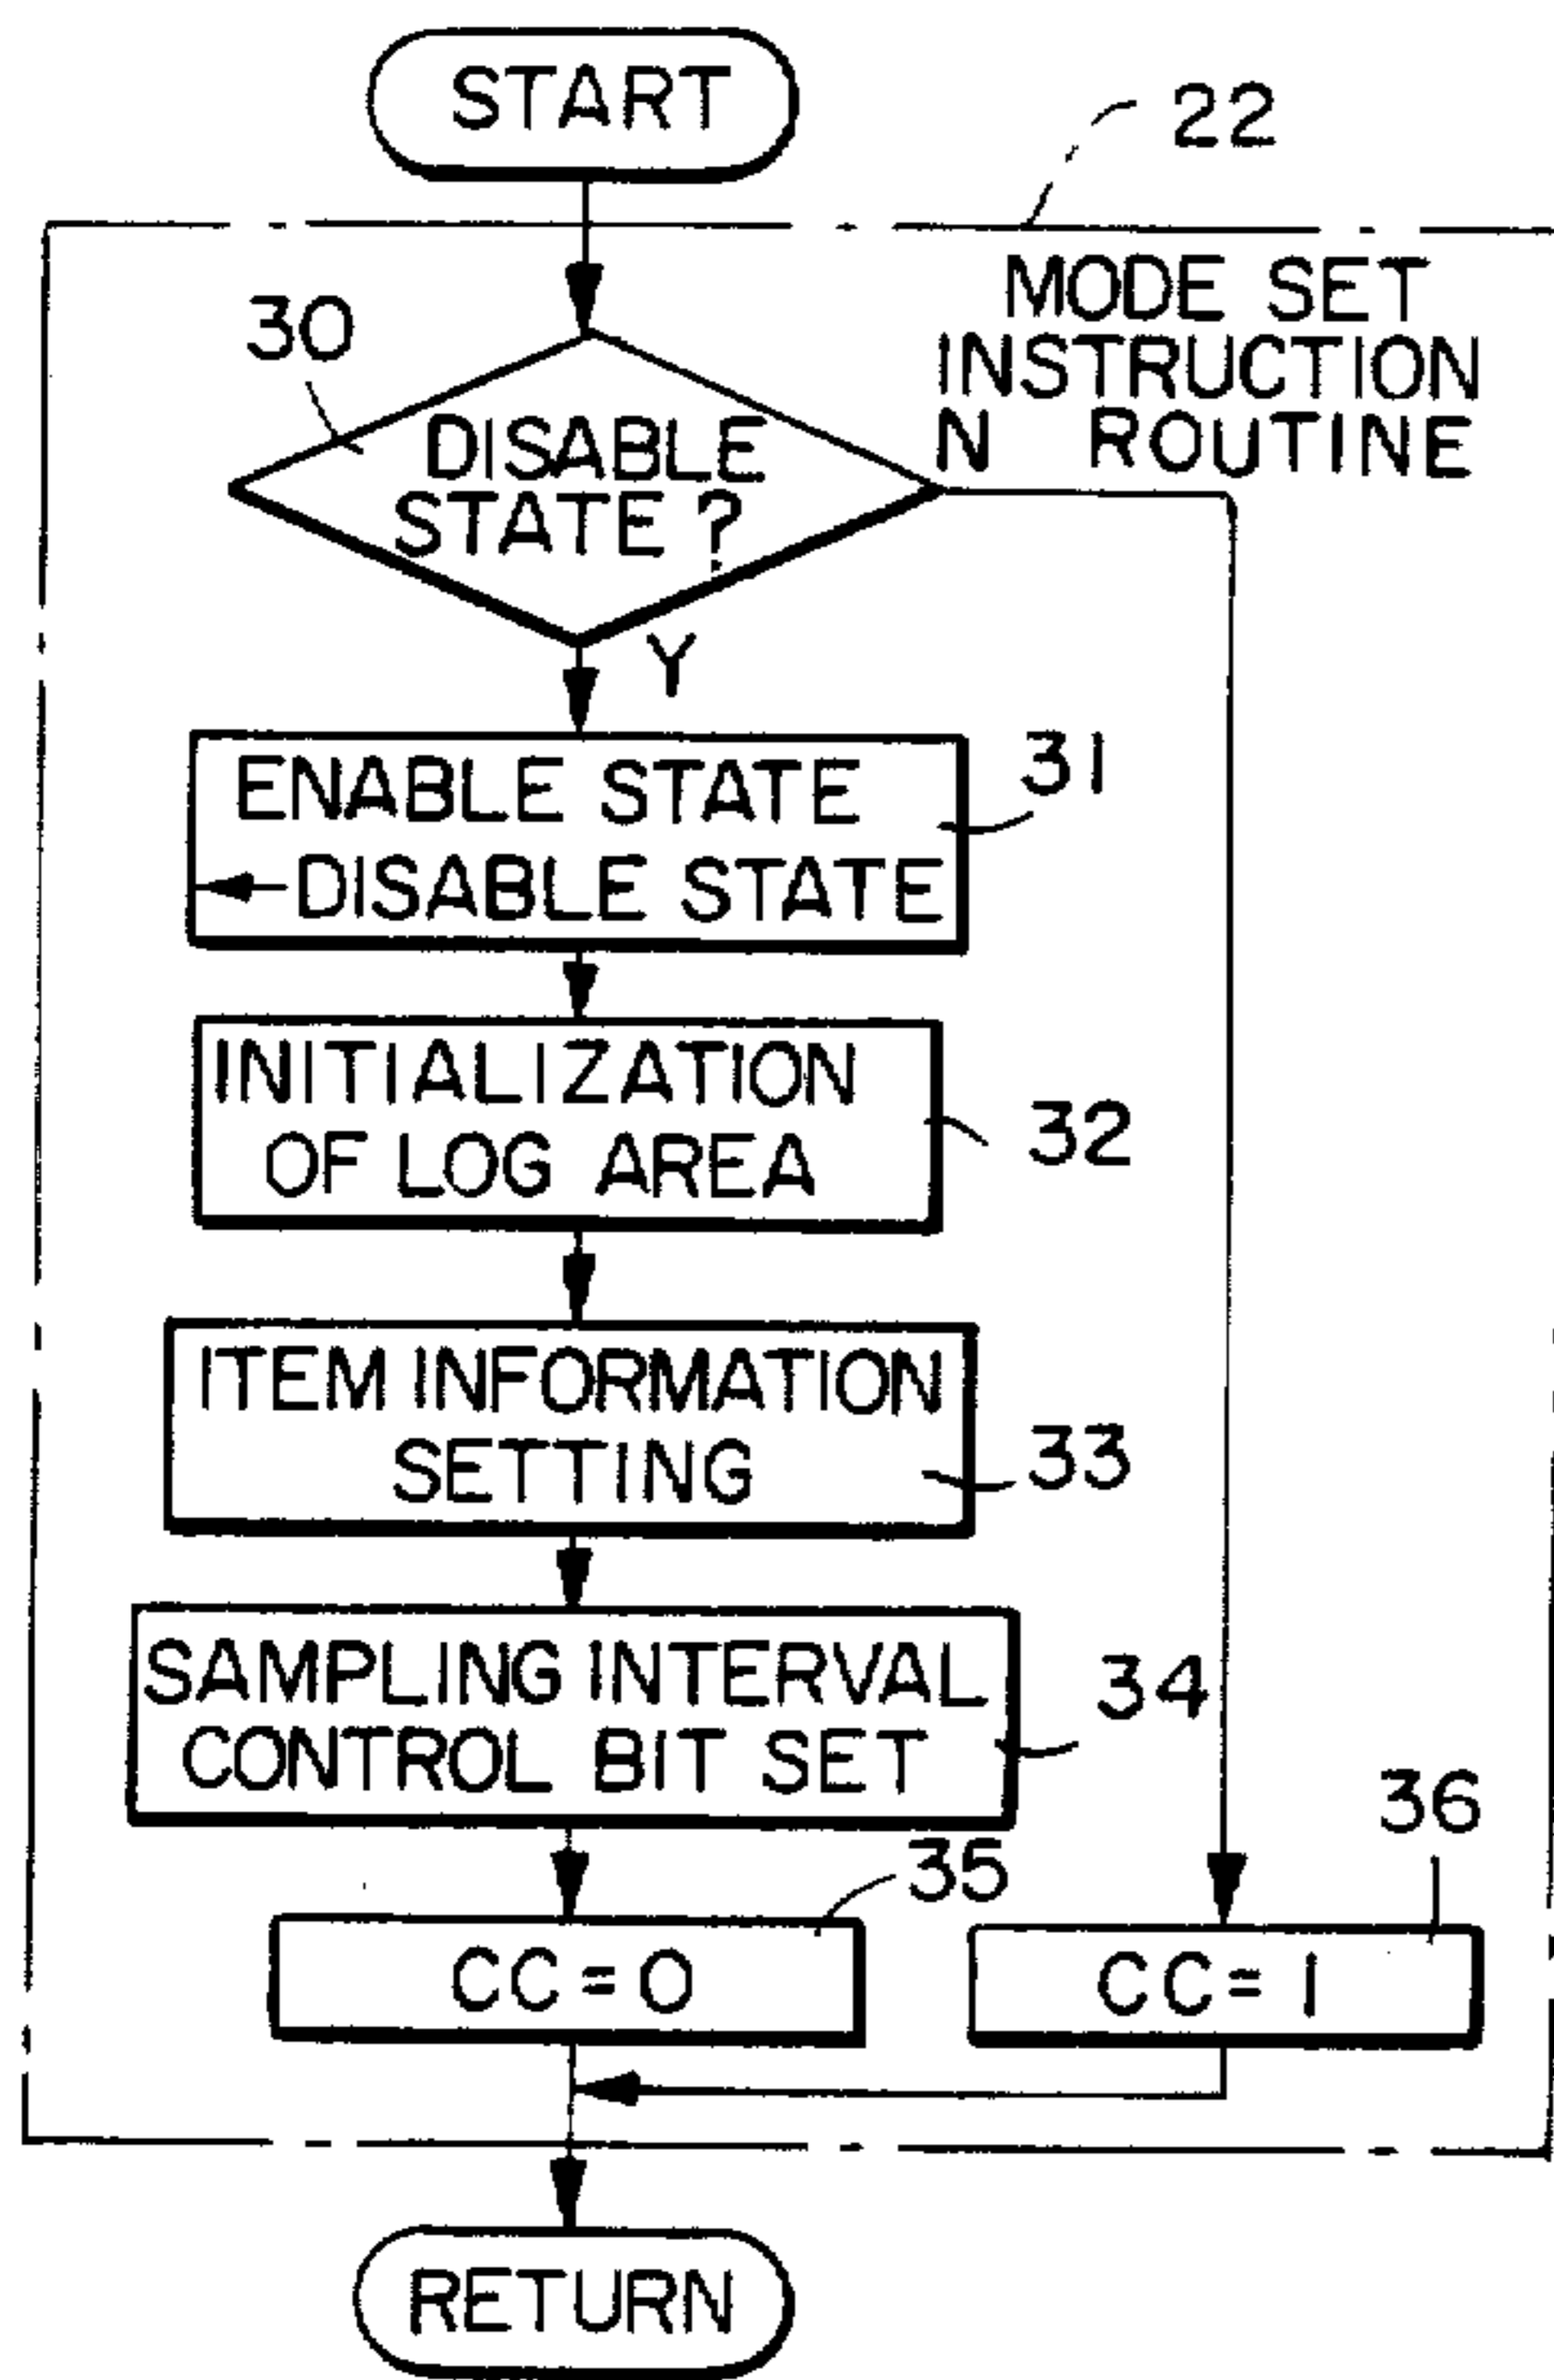 START
22
MODE SET
INSTRUCTION
N ROUTINE
30
DISABLE
STATE?
Y
ENABLE STATE
DISABLE STATE
31
INITIALIZATION
OF LOG AREA
32
ITEM INFORMATION
SETTING
33
SAMPLING INTERVAL
CONTROL BIT SET
34
35
36
CC=0
CC=1
RETURN